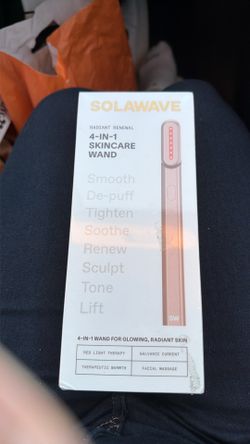 SOLAWAVE
RADIANT RENEWAL
4-IN-1
SKINCARE
WAND
Smooth
De-puff
Tighten
Soothe
Renew
Sculpt
Tone
Lift
SW
4-IN-1 WAND FOR GLOWING, RADIANT SKIN
RED LIGHT THERAPY
GALVANIC CURRENT
THERAPEUTIC WARMTH
FACIAL MASSAGE